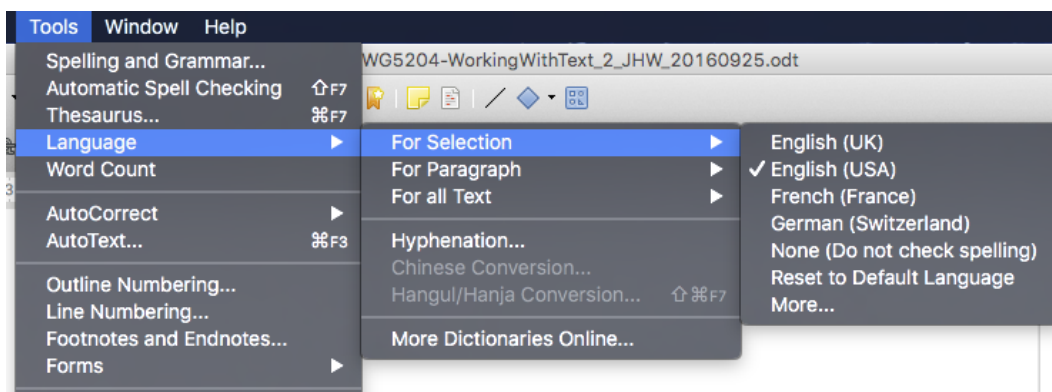 Tools Window Help
WG5204-WorkingWithText_2_JHW_20160925.odt
Spelling and Grammar...
Automatic Spell Checking ⇧F7
Thesaurus... ⌘F7
Language ▶
Word Count
AutoCorrect ▶
AutoText... ⌘F3
Outline Numbering...
Line Numbering...
Footnotes and Endnotes...
Forms ▶
For Selection ▶
For Paragraph ▶
For all Text ▶
Hyphenation...
Chinese Conversion...
Hangul/Hanja Conversion... ⇧⌘F7
More Dictionaries Online...
English (UK)
✓ English (USA)
French (France)
German (Switzerland)
None (Do not check spelling)
Reset to Default Language
More...
3